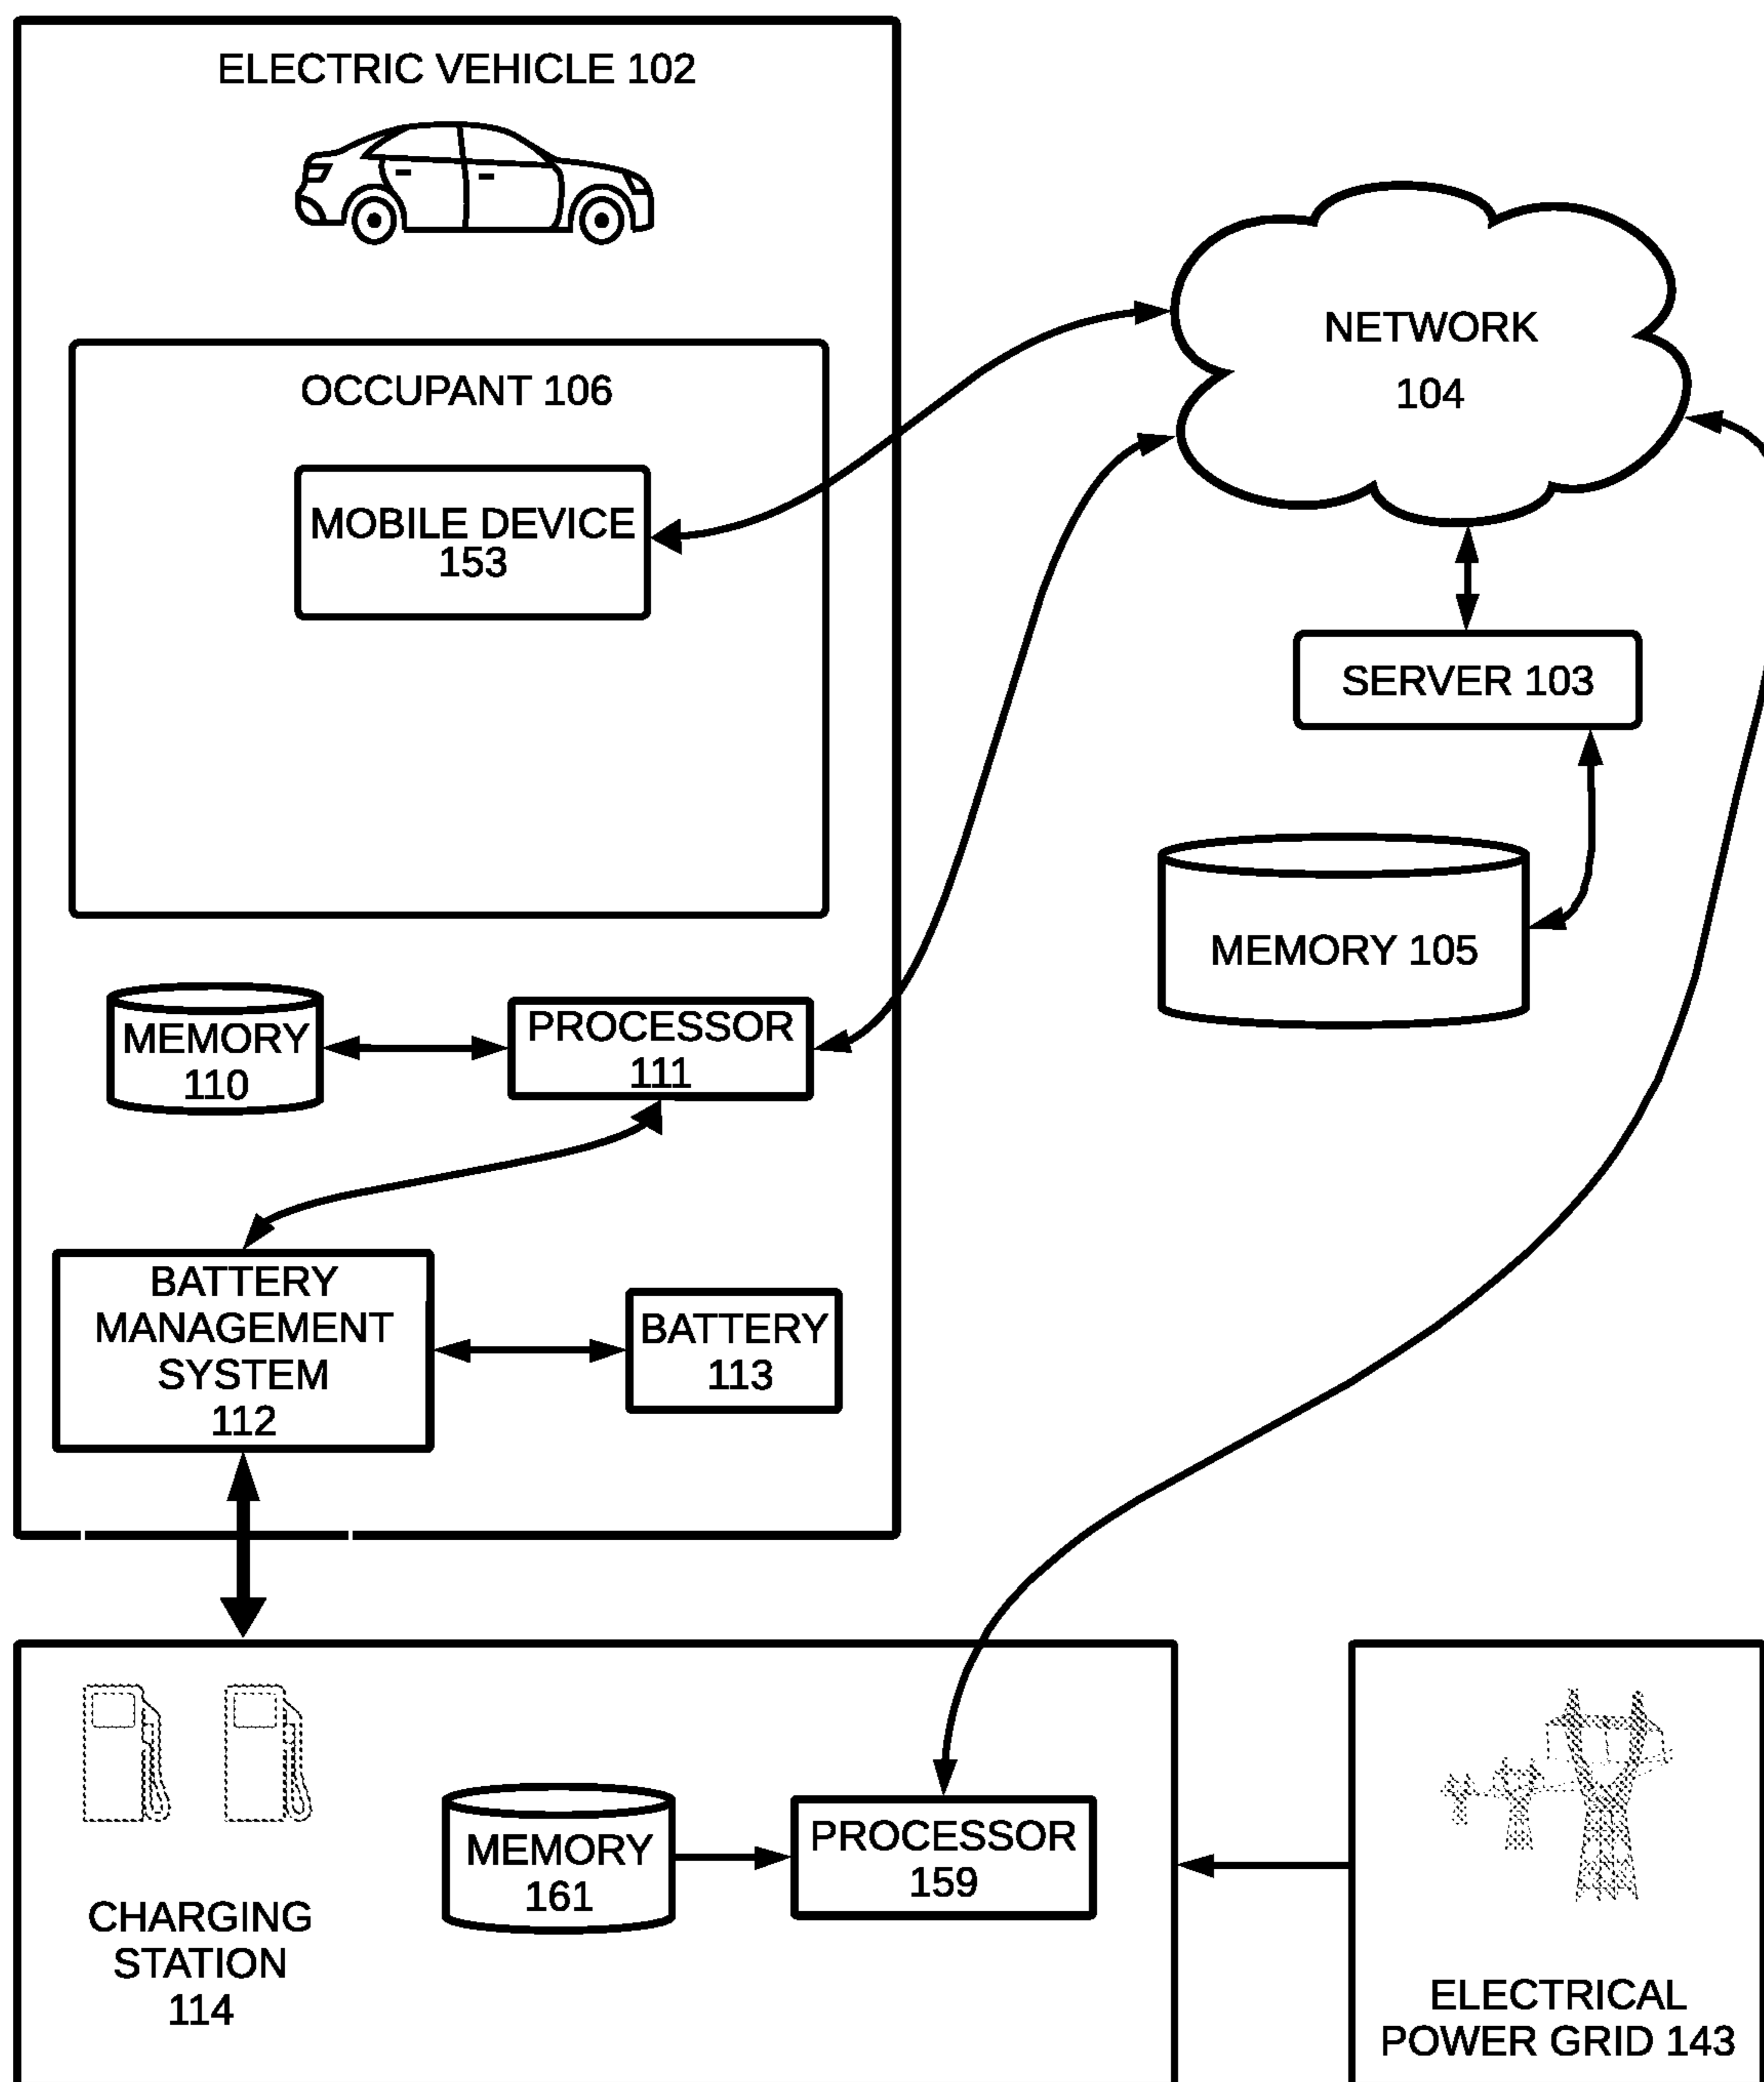 ELECTRIC VEHICLE 102
OCCUPANT 106
MOBILE DEVICE
153
NETWORK
104
SERVER 103
MEMORY 105
MEMORY
110
PROCESSOR
111
BATTERY
MANAGEMENT
SYSTEM
112
BATTERY
113
CHARGING
STATION
114
MEMORY
161
PROCESSOR
159
ELECTRICAL
POWER GRID 143